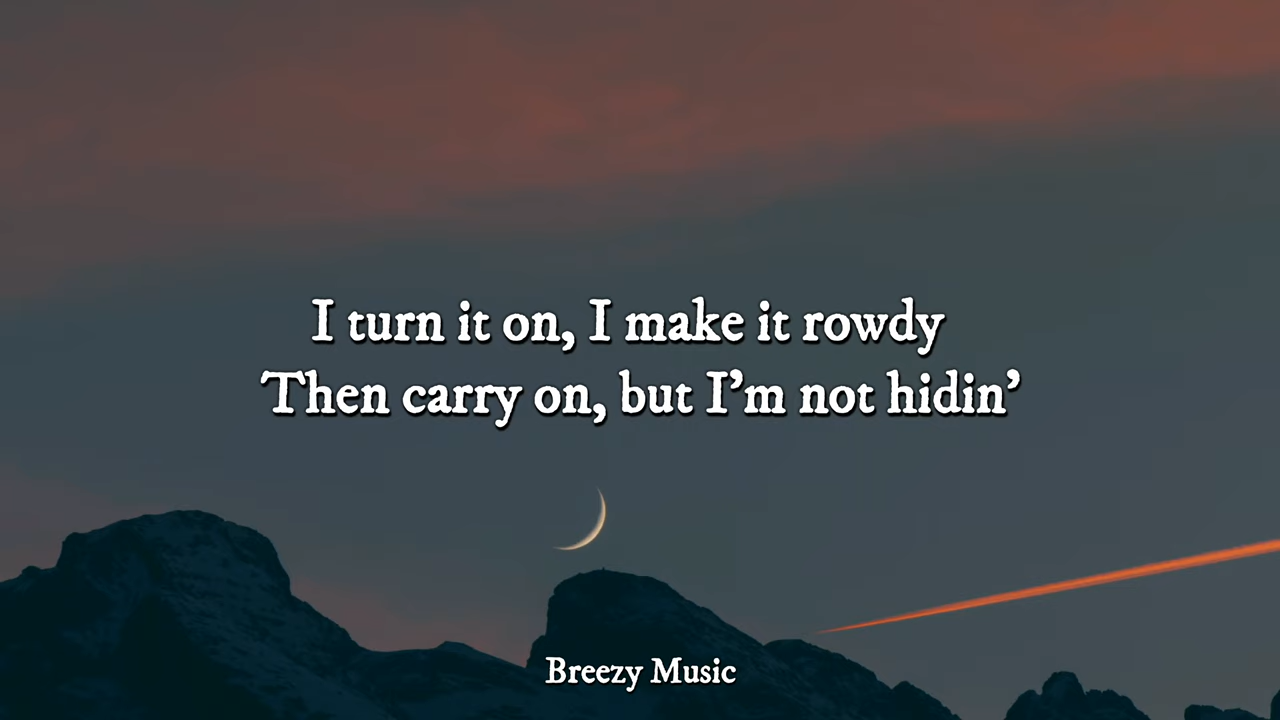 I turn it on, I make it rowdy
Then carry on, but I'm not hidin'
Breezy Music